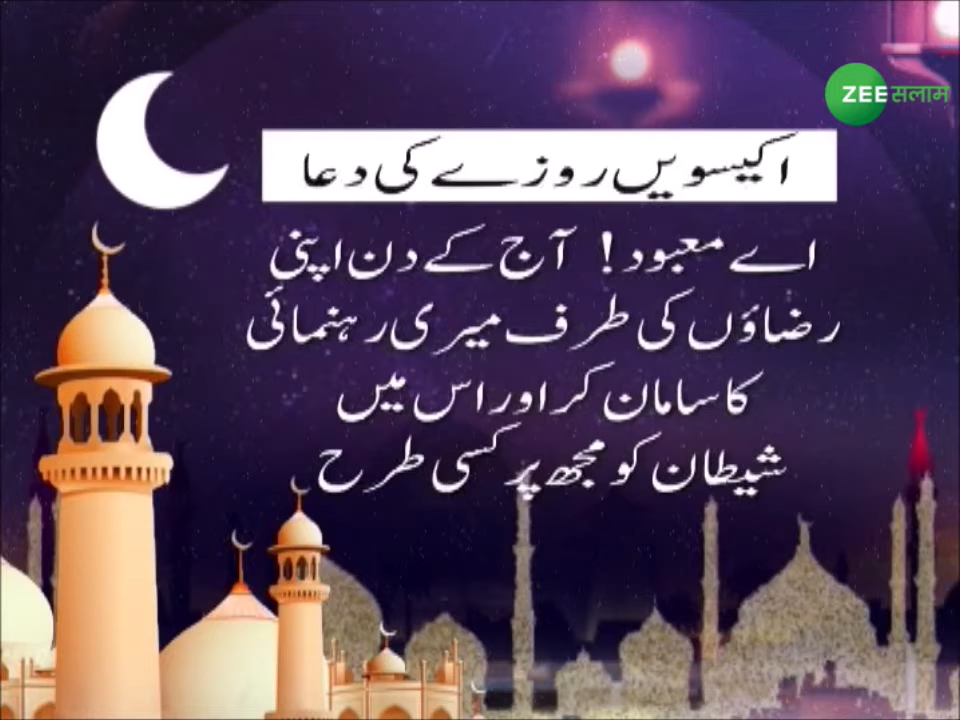 ZEE सलाम
اکیسویں روزے کی دعا
اے معبود! آج کے دن اپنی
رضاؤں کی طرف میری رہنمائی
کا سامان کر اور اس میں
شیطان کو مجھ پر کسی طرح